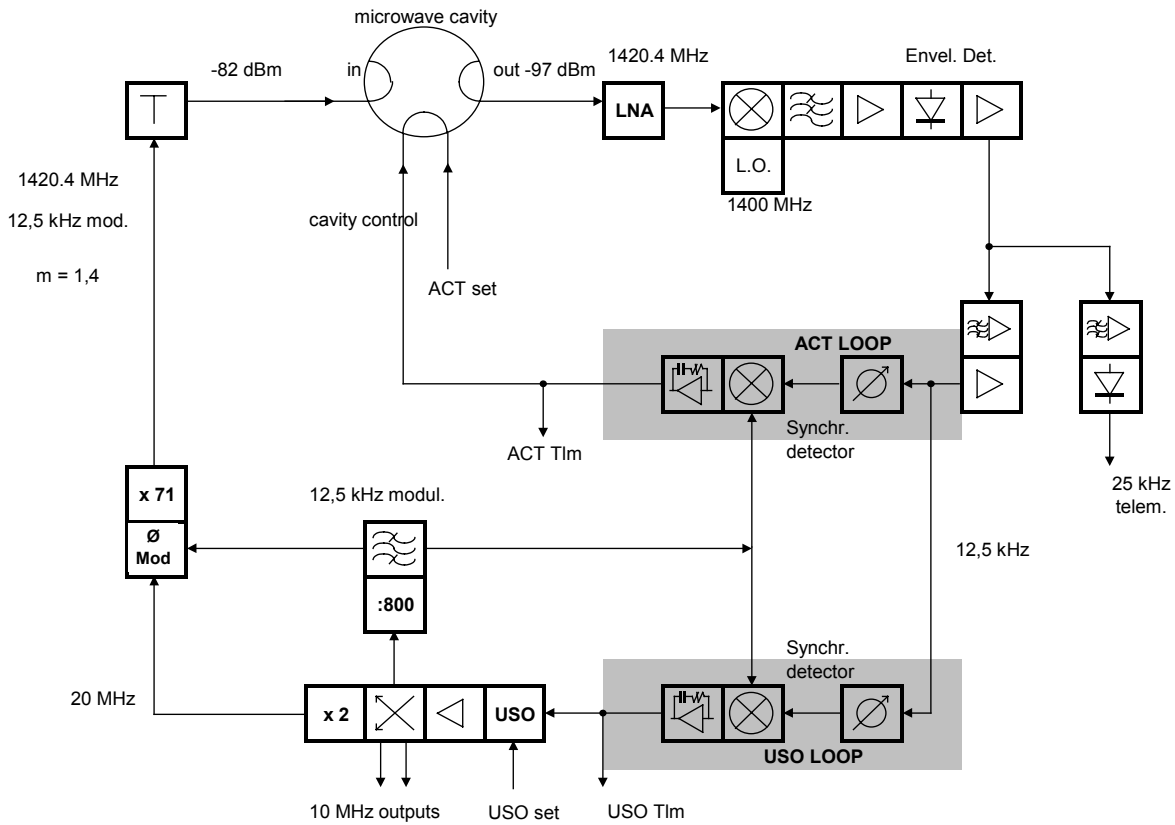 microwave cavity
-82 dBm
in
out -97 dBm
1420.4 MHz
Envel. Det.
LNA
L.O.
1400 MHz
1420.4 MHz
12,5 kHz mod.
m = 1,4
cavity control
ACT set
ACT LOOP
Synchr.
detector
ACT Tlm
25 kHz
telem.
x 71
Ø
Mod
12,5 kHz modul.
:800
12,5 kHz
20 MHz
Synchr.
detector
x 2
USO
USO LOOP
10 MHz outputs
USO set
USO Tlm